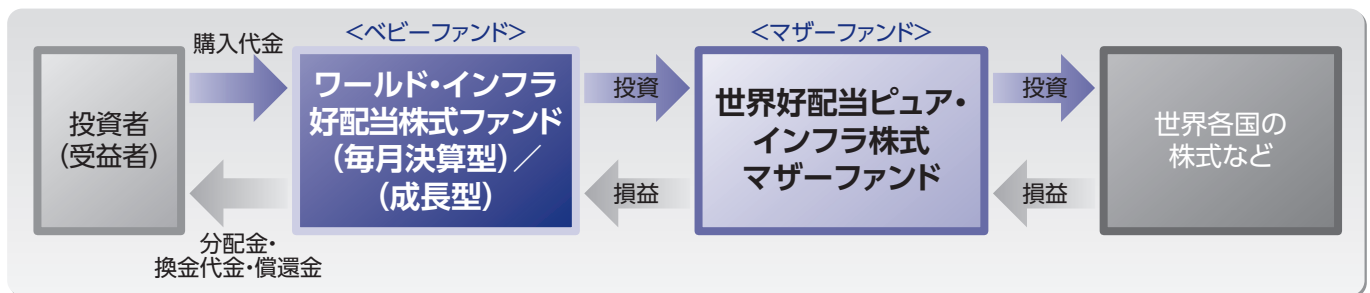 購入代金
<ベビーファンド>
<マザーファンド>
投資者
(受益者)
ワールド・インフラ
好配当株式ファンド
(毎月決算型)/
(成長型)
投資
世界好配当ピュア・
インフラ株式
マザーファンド
投資
世界各国の
株式など
損益
損益
分配金・
換金代金・償還金